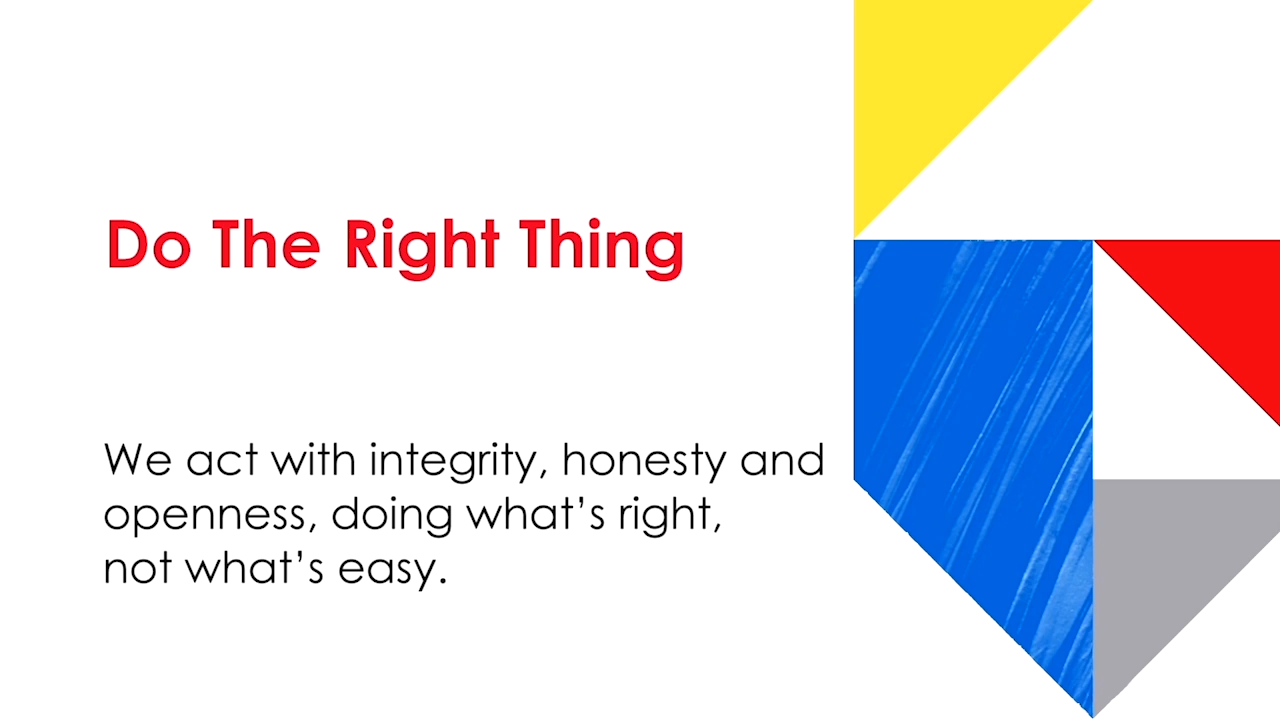 Do The Right Thing
We act with integrity, honesty and
openness, doing what’s right,
not what’s easy.